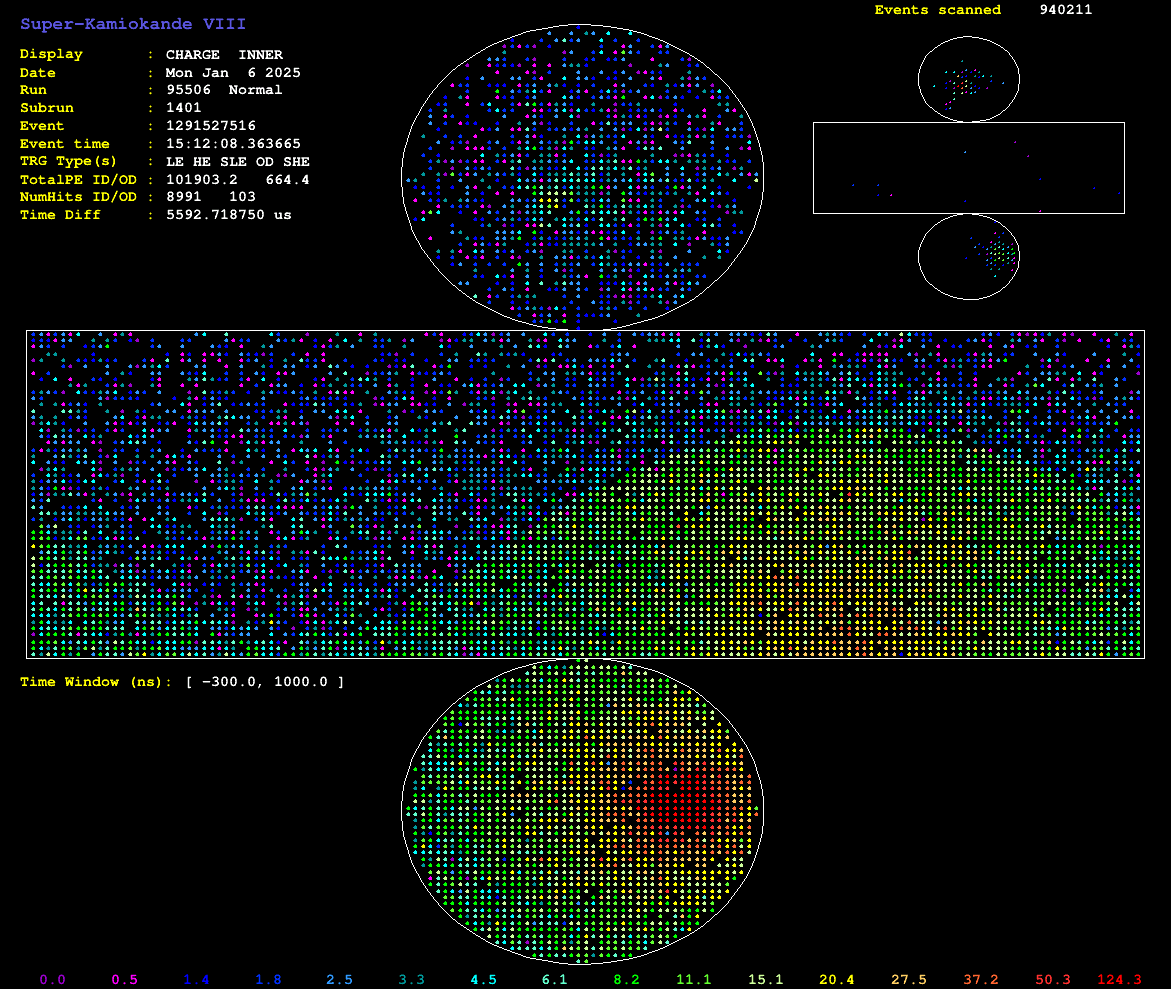 Super-Kamiokande VIII
Events scanned 940211
Display : CHARGE INNER
Date : Mon Jan 6 2025
Run : 95506 Normal
Subrun : 1401
Event : 1291527516
Event time : 15:12:08.363665
TRG Type(s) : LE HE SLE OD SHE
TotalPE ID/OD : 101903.2 664.4
NumHits ID/OD : 8991 103
Time Diff : 5592.718750 us
Time Window (ns): [ -300.0, 1000.0 ]
0.0 0.5 1.4 1.8 2.5 3.3 4.5 6.1 8.2 11.1 15.1 20.4 27.5 37.2 50.3 124.3